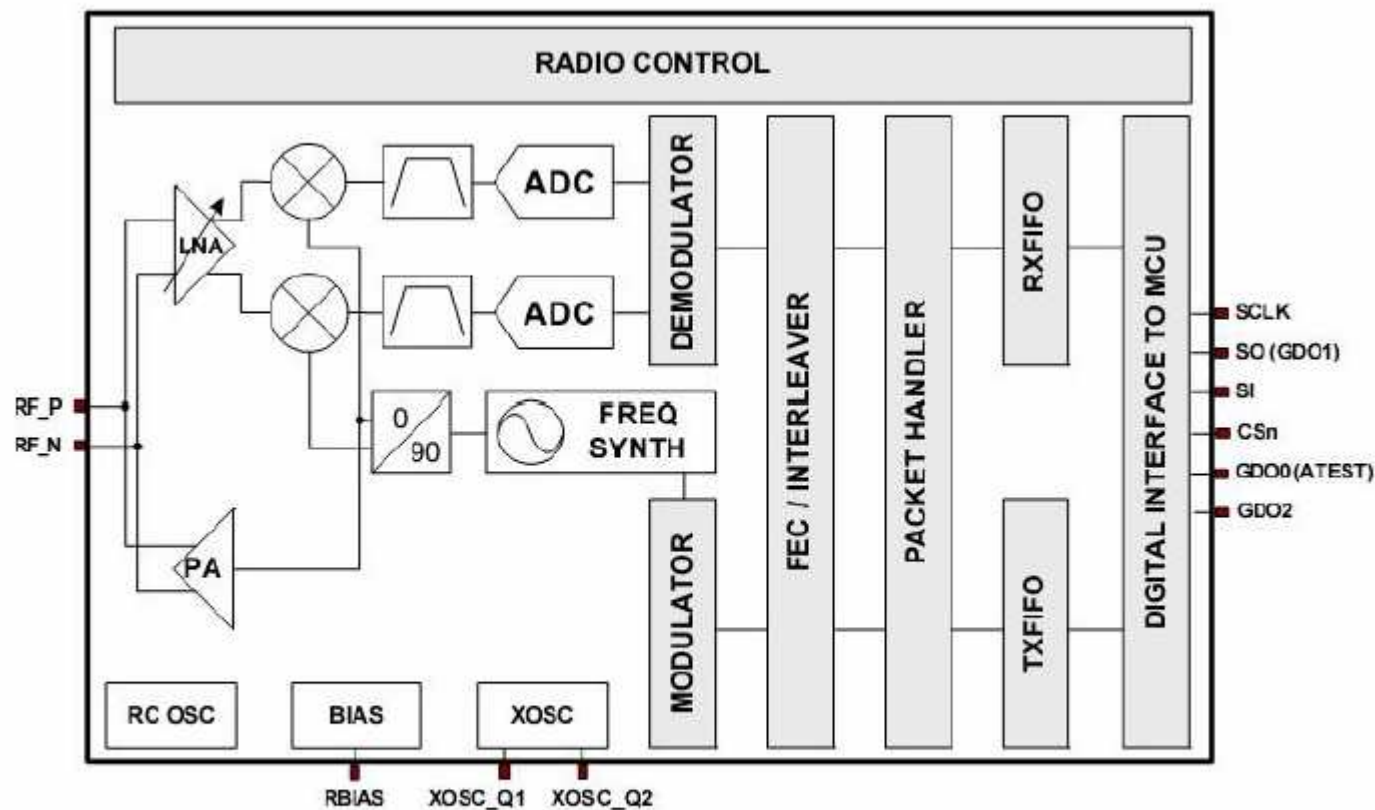 RADIO CONTROL
LNA
ADC
ADC
DEMODULATOR
FEC / INTERLEAVER
PACKET HANDLER
RXFIFO
DIGITAL INTERFACE TO MCU
SCLK
SO (GDO1)
SI
CSn
GDO0 (ATEST)
GDO2
RF_P
RF_N
0
90
FREQ
SYNTH
PA
MODULATOR
TXFIFO
RC OSC
BIAS
XOSC
RBIAS
XOSC_Q1
XOSC_Q2